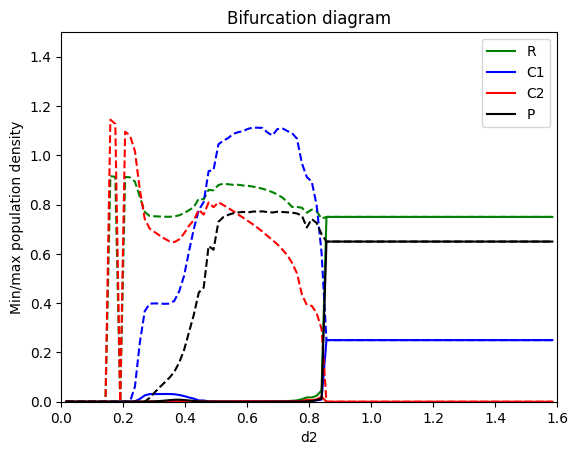 Bifurcation diagram
R
C1
C2
P
1.4
1.2
1.0
0.8
0.6
0.4
0.2
0.0
Min/max population density
0.0 0.2 0.4 0.6 0.8 1.0 1.2 1.4 1.6
d2